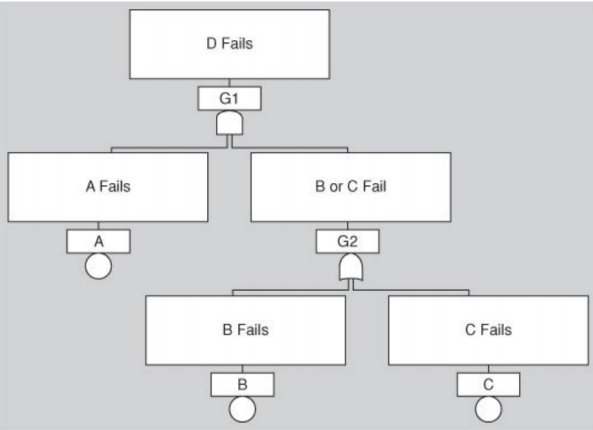 D Fails
G1
A Fails
B or C Fail
A
G2
B Fails
C Fails
B
C